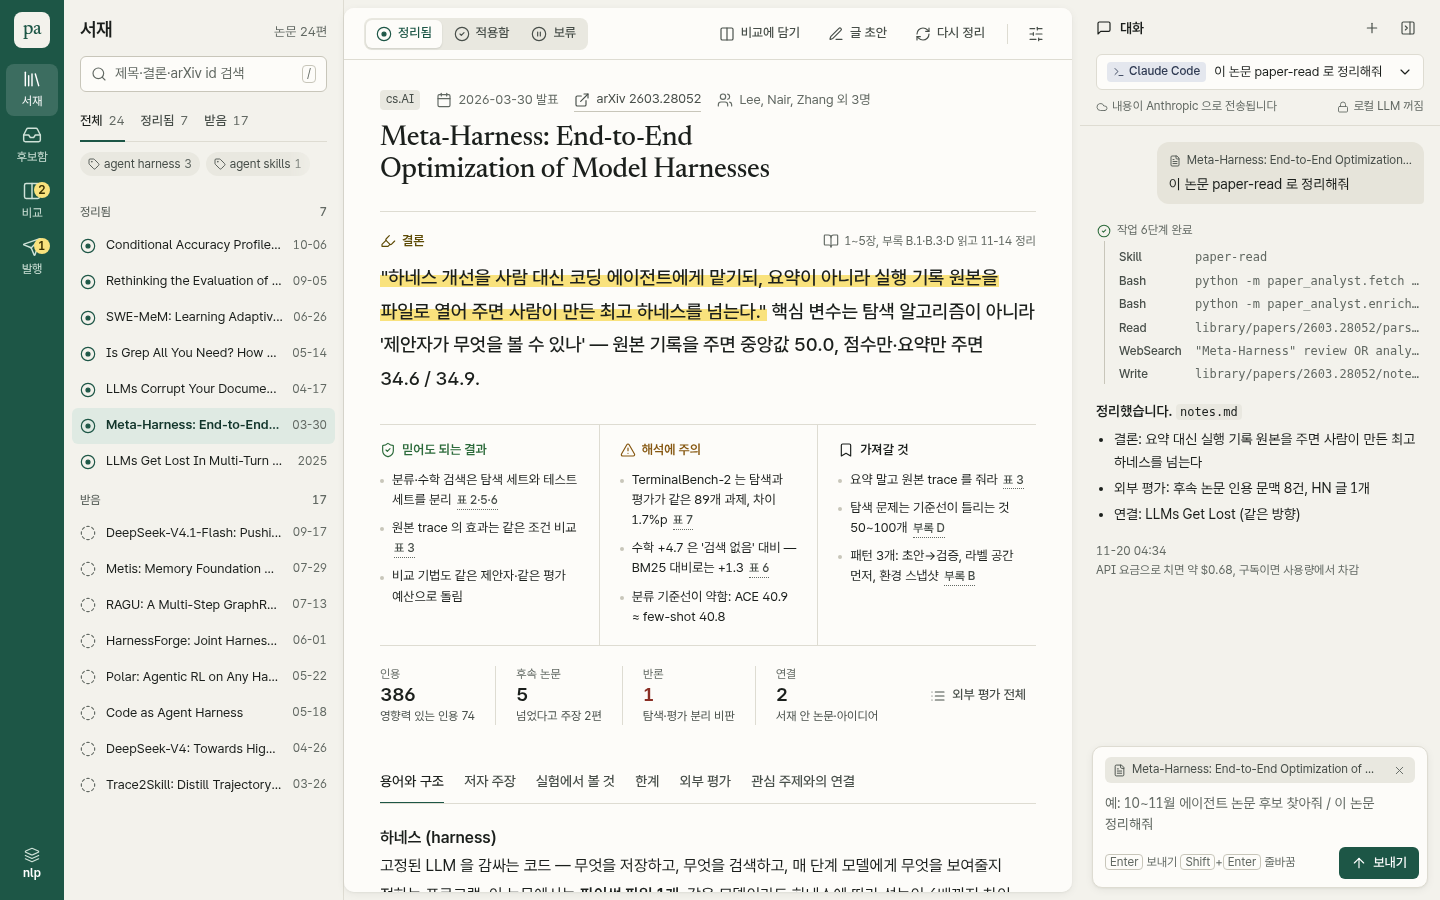 pa
서재
후보함
2
비교
1
발행
nlp
서재
논문 24편
제목·결론·arXiv id 검색
/
전체 24
정리됨 7
받음 17
agent harness 3
agent skills 1
정리됨
7
Conditional Accuracy Profile...
10-06
Rethinking the Evaluation of ...
09-05
SWE-MeM: Learning Adaptiv...
06-26
Is Grep All You Need? How ...
05-14
LLMs Corrupt Your Docume...
04-17
Meta-Harness: End-to-End...
03-30
LLMs Get Lost In Multi-Turn ...
2025
받음
17
DeepSeek-V4.1-Flash: Pushi...
09-17
Metis: Memory Foundation ...
07-29
RAGU: A Multi-Step GraphR...
07-13
HarnessForge: Joint Harnes...
06-01
Polar: Agentic RL on Any Ha...
05-22
Code as Agent Harness
05-18
DeepSeek-V4: Towards Hig...
04-26
Trace2Skill: Distill Trajectory...
03-26
정리됨
적용함
보류
비교에 담기
글 초안
다시 정리
cs.AI
2026-03-30 발표
arXiv 2603.28052
Lee, Nair, Zhang 외 3명
Meta-Harness: End-to-End
Optimization of Model Harnesses
결론
1~5장, 부록 B.1·B.3·D 읽고 11-14 정리
"하네스 개선을 사람 대신 코딩 에이전트에게 맡기되, 요약이 아니라 실행 기록 원본을
파일로 열어 주면 사람이 만든 최고 하네스를 넘는다." 핵심 변수는 탐색 알고리즘이 아니라
'제안자가 무엇을 볼 수 있나' — 원본 기록을 주면 중앙값 50.0, 점수만·요약만 주면
34.6 / 34.9.
믿어도 되는 결과
분류·수학 검색은 탐색 세트와 테스트
세트를 분리 표 2·5·6
원본 trace 의 효과는 같은 조건 비교
표 3
비교 기법도 같은 제안자·같은 평가
예산으로 돌림
해석에 주의
TerminalBench-2 는 탐색과
평가가 같은 89개 과제, 차이
1.7%p 표 7
수학 +4.7 은 '검색 없음' 대비 —
BM25 대비로는 +1.3 표 6
분류 기준선이 약함: ACE 40.9
≈ few-shot 40.8
가져갈 것
요약 말고 원본 trace 를 줘라 표 3
탐색 문제는 기준선이 틀리는 것
50~100개 부록 D
패턴 3개: 초안→검증, 라벨 공간
먼저, 환경 스냅샷 부록 B
인용
386
영향력 있는 인용 74
후속 논문
5
넘었다고 주장 2편
반론
1
탐색·평가 분리 비판
연결
2
서재 안 논문·아이디어
외부 평가 전체
용어와 구조
저자 주장
실험에서 볼 것
한계
외부 평가
관심 주제와의 연결
하네스 (harness)
고정된 LLM 을 감싸는 코드 — 무엇을 저장하고, 무엇을 검색하고, 매 단계 모델에게 무엇을 보여줄지
대화
Claude Code 이 논문 paper-read 로 정리해줘
내용이 Anthropic 으로 전송됩니다
로컬 LLM 꺼짐
Meta-Harness: End-to-End Optimization...
이 논문 paper-read 로 정리해줘
작업 6단계 완료
Skill paper-read
Bash python -m paper_analyst.fetch …
Bash python -m paper_analyst.enrich…
Read library/papers/2603.28052/pars…
WebSearch "Meta-Harness" review OR analy…
Write library/papers/2603.28052/note…
정리했습니다. notes.md
결론: 요약 대신 실행 기록 원본을 주면 사람이 만든 최고
하네스를 넘는다
외부 평가: 후속 논문 인용 문맥 8건, HN 글 1개
연결: LLMs Get Lost (같은 방향)
11-20 04:34
API 요금으로 치면 약 $0.68, 구독이면 사용량에서 차감
Meta-Harness: End-to-End Optimization of ...
예: 10~11월 에이전트 논문 후보 찾아줘 / 이 논문
정리해줘
Enter 보내기 Shift+Enter 줄바꿈
보내기